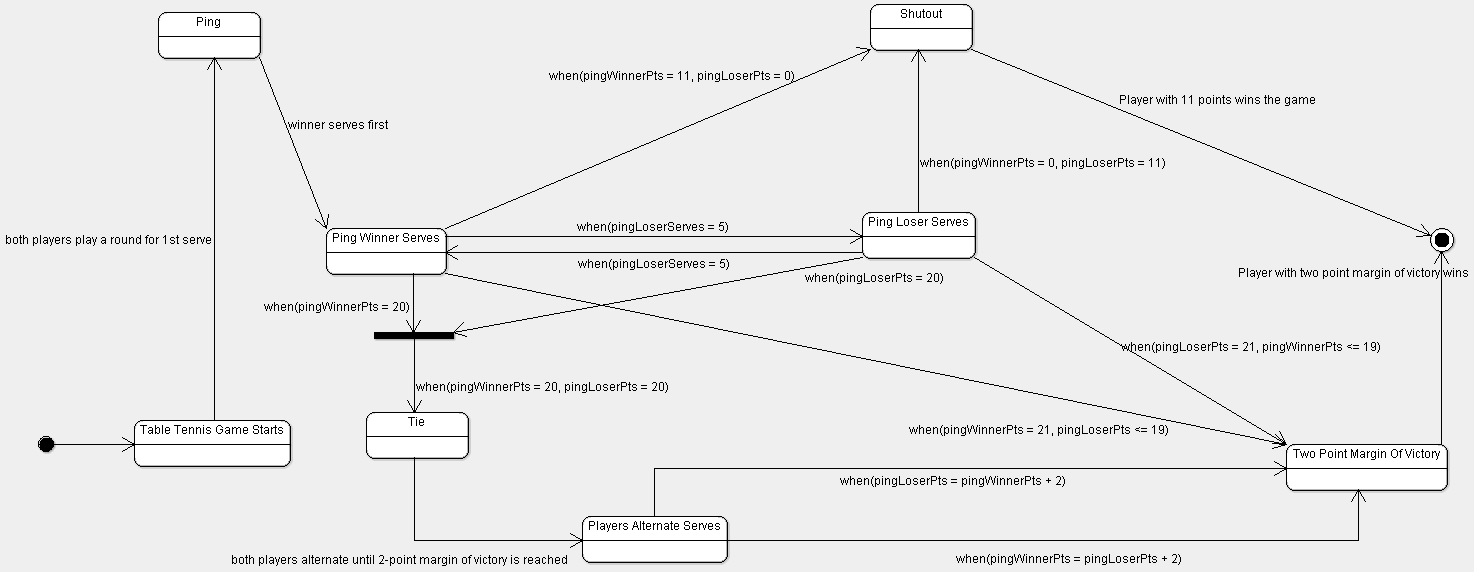 Ping
Shutout
when(pingWinnerPts = 11, pingLoserPts = 0)
Player with 11 points wins the game
winner serves first
when(pingWinnerPts = 0, pingLoserPts = 11)
both players play a round for 1st serve
Ping Winner Serves
when(pingLoserServes = 5)
Ping Loser Serves
when(pingLoserServes = 5)
when(pingLoserPts = 20)
Player with two point margin of victory wins
when(pingWinnerPts = 20)
when(pingLoserPts = 21, pingWinnerPts <= 19)
when(pingWinnerPts = 20, pingLoserPts = 20)
Tie
Table Tennis Game Starts
when(pingWinnerPts = 21, pingLoserPts <= 19)
Two Point Margin Of Victory
when(pingLoserPts = pingWinnerPts + 2)
Players Alternate Serves
both players alternate until 2-point margin of victory is reached
when(pingWinnerPts = pingLoserPts + 2)